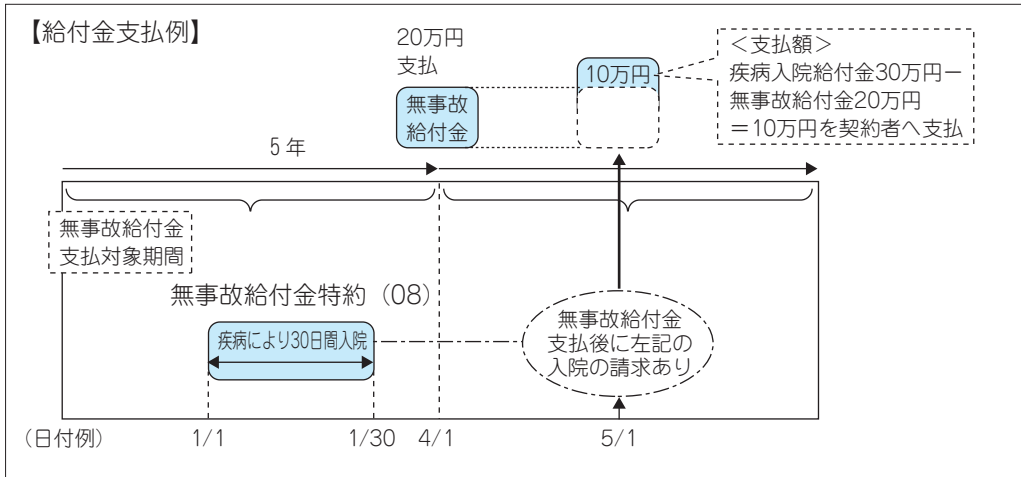 【給付金支払例】
20万円
支払
無事故
給付金
10万円
＜支払額＞
疾病入院給付金30万円－
無事故給付金20万円
＝10万円を契約者へ支払
5年
無事故給付金
支払対象期間
無事故給付金特約（08）
疾病により30日間入院
無事故給付金
支払後に左記の
入院の請求あり
（日付例） 1/1 1/30 4/1 5/1